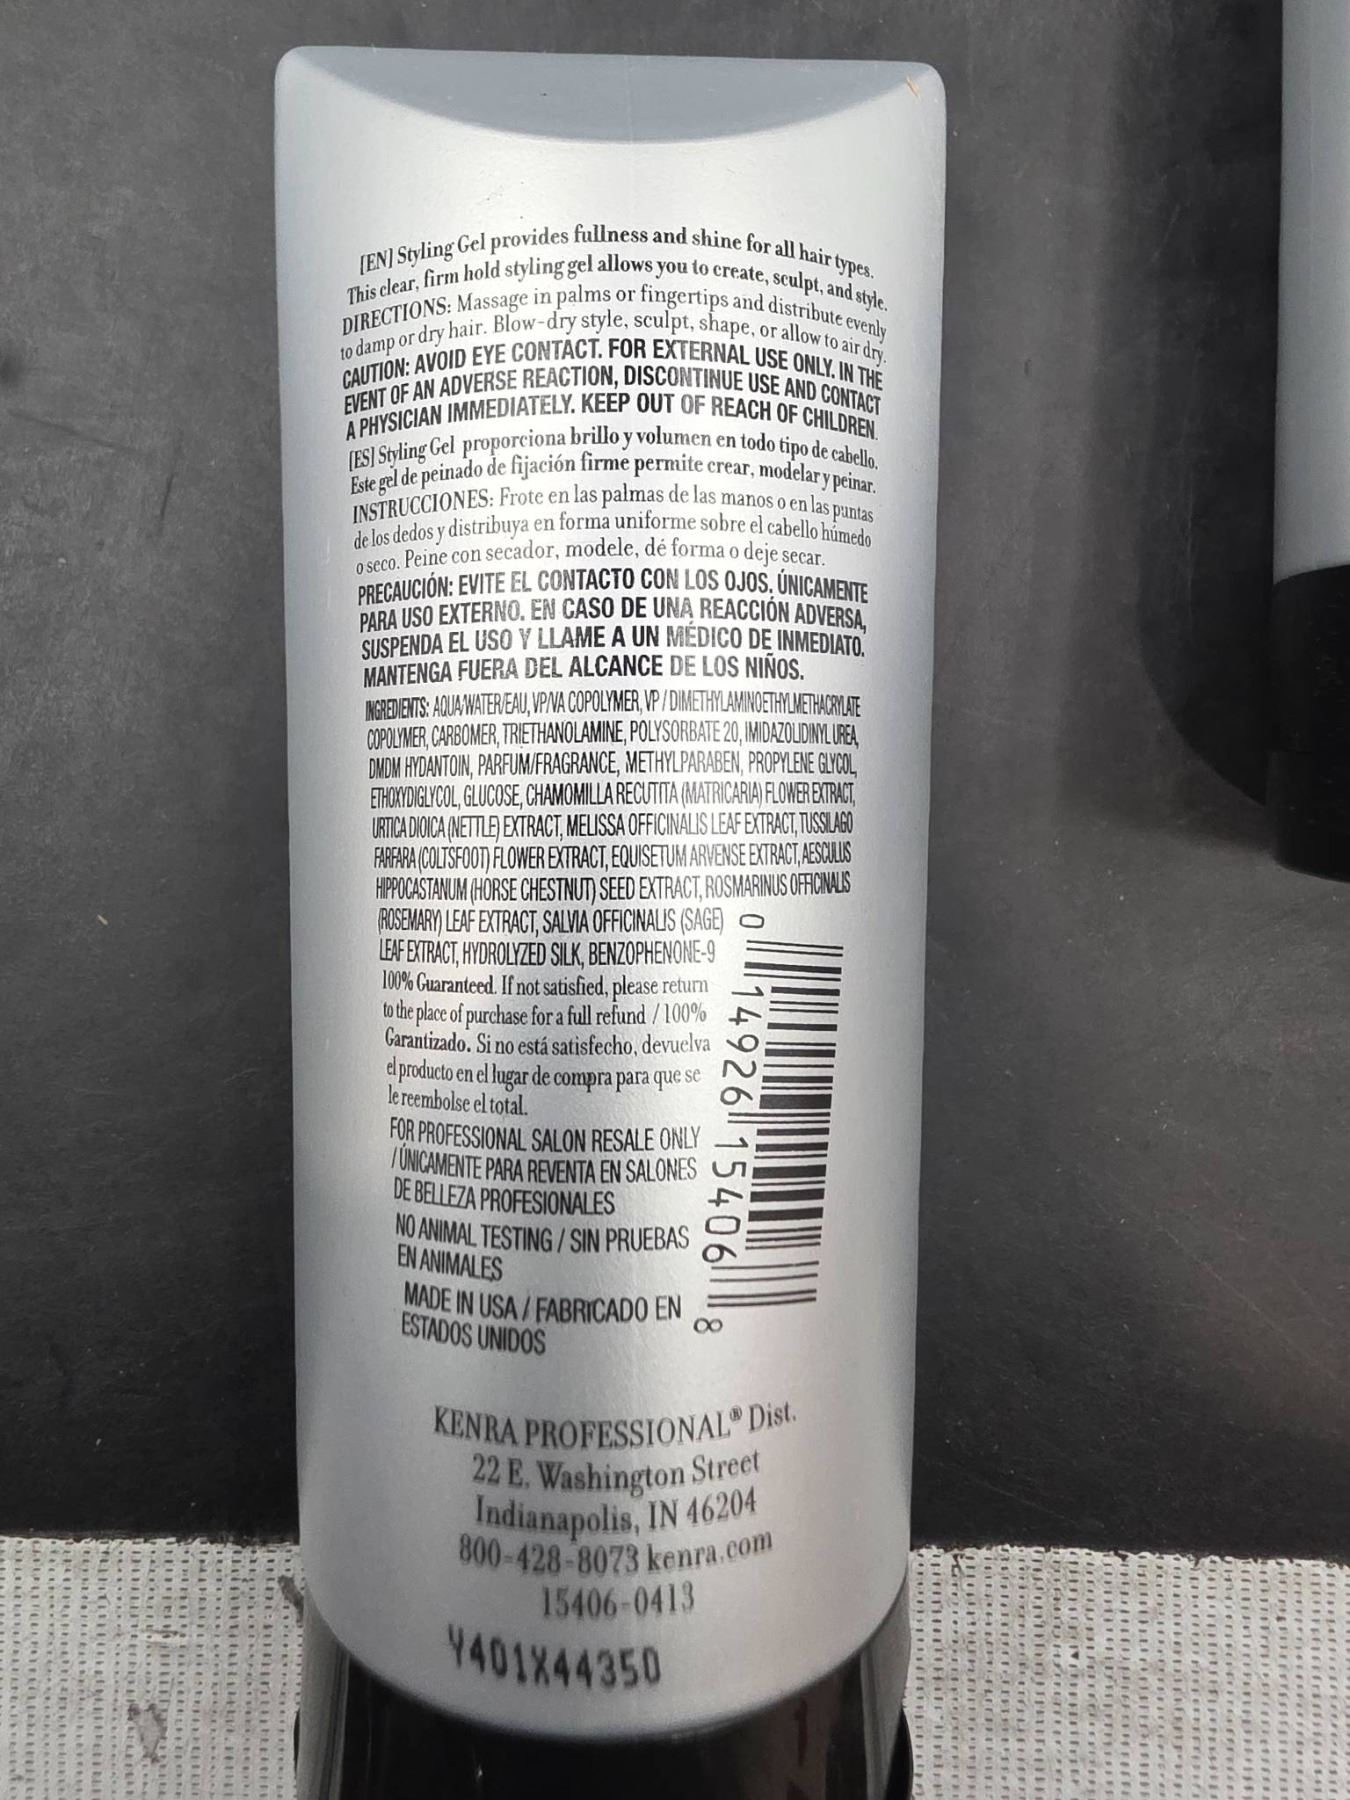 [EN] Styling Gel provides fullness and shine for all hair types.
This clear, firm hold styling gel allows you to create, sculpt, and style.
DIRECTIONS: Massage in palms or fingertips and distribute evenly
to damp or dry hair. Blow-dry style, sculpt, shape, or allow to air dry.
CAUTION: AVOID EYE CONTACT. FOR EXTERNAL USE ONLY. IN THE
EVENT OF AN ADVERSE REACTION, DISCONTINUE USE AND CONTACT
A PHYSICIAN IMMEDIATELY. KEEP OUT OF REACH OF CHILDREN.
[ES] Styling Gel proporciona brillo y volumen en todo tipo de cabello.
Este gel de peinado de fijación firme permite crear, modelar y peinar.
INSTRUCCIONES: Frote en las palmas de las manos o en las puntas
de los dedos y distribuya en forma uniforme sobre el cabello húmedo
o seco. Peine con secador, modele, dé forma o deje secar.
PRECAUCIÓN: EVITE EL CONTACTO CON LOS OJOS. ÚNICAMENTE
PARA USO EXTERNO. EN CASO DE UNA REACCIÓN ADVERSA,
SUSPENDA EL USO Y LLAME A UN MÉDICO DE INMEDIATO.
MANTENGA FUERA DEL ALCANCE DE LOS NIÑOS.
INGREDIENTS: AQUA/WATER/EAU, VP/VA COPOLYMER, VP / DIMETHYLAMINOETHYLMETHACRYLATE
COPOLYMER, CARBOMER, TRIETHANOLAMINE, POLYSORBATE 20, IMIDAZOLIDINYL UREA,
DMDM HYDANTOIN, PARFUM/FRAGRANCE, METHYLPARABEN, PROPYLENE GLYCOL,
ETHOXYDIGLYCOL, GLUCOSE, CHAMOMILLA RECUTITA (MATRICARIA) FLOWER EXTRACT,
URTICA DIOICA (NETTLE) EXTRACT, MELISSA OFFICINALIS LEAF EXTRACT, TUSSILAGO
FARFARA (COLTSFOOT) FLOWER EXTRACT, EQUISETUM ARVENSE EXTRACT, AESCULUS
HIPPOCASTANUM (HORSE CHESTNUT) SEED EXTRACT, ROSMARINUS OFFICINALIS
(ROSEMARY) LEAF EXTRACT, SALVIA OFFICINALIS (SAGE)
LEAF EXTRACT, HYDROLYZED SILK, BENZOPHENONE-9
100% Guaranteed. If not satisfied, please return
to the place of purchase for a full refund / 100%
Garantizado. Si no está satisfecho, devuelva
el producto en el lugar de compra para que se
le reembolse el total.
FOR PROFESSIONAL SALON RESALE ONLY
/ ÚNICAMENTE PARA REVENTA EN SALONES
DE BELLEZA PROFESIONALES
NO ANIMAL TESTING / SIN PRUEBAS
EN ANIMALES
MADE IN USA / FABRICADO EN
ESTADOS UNIDOS
0 14926 15406 8
KENRA PROFESSIONAL® Dist.
22 E. Washington Street
Indianapolis, IN 46204
800-428-8073 kenra.com
15406-0413
Y401X44350